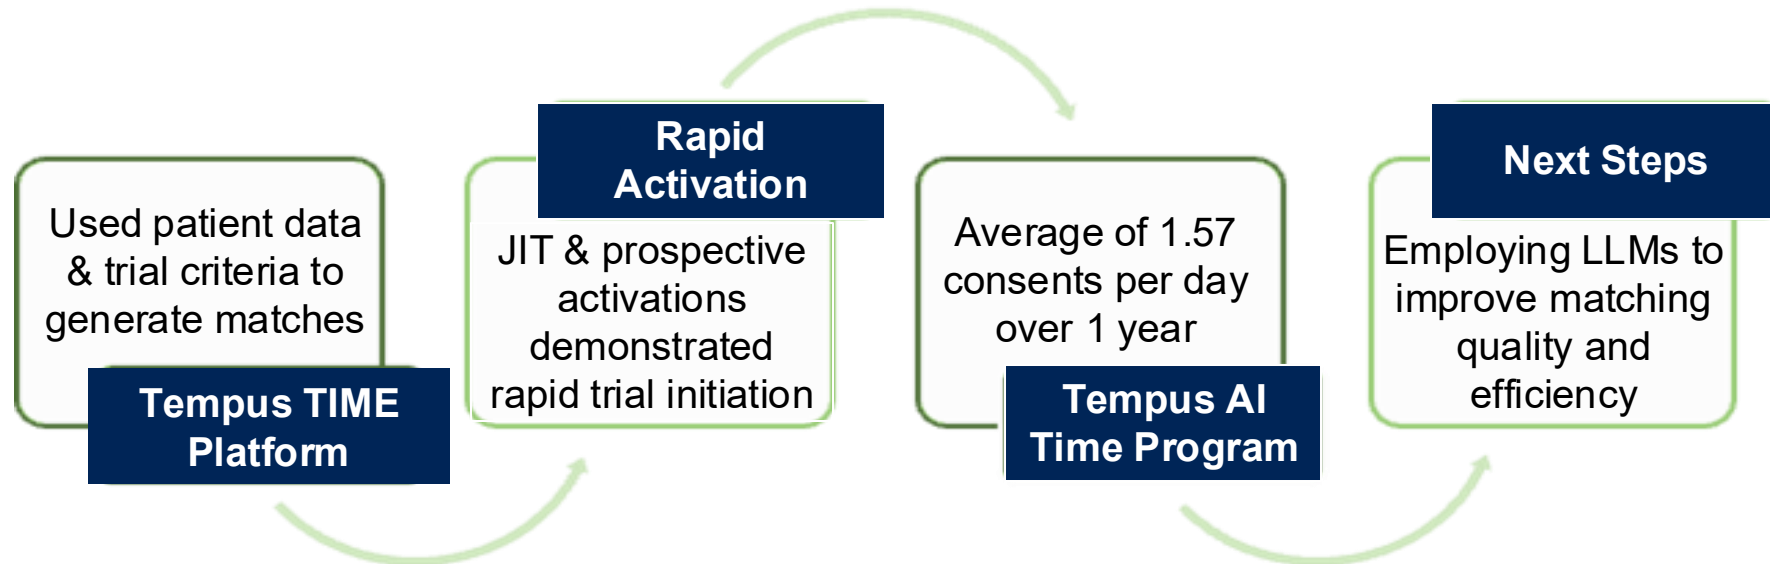 Used patient data
& trial criteria to
generate matches
Tempus TIME
Platform
Rapid
Activation
JIT & prospective
activations
demonstrated
rapid trial initiation
Average of 1.57
consents per day
over 1 year
Tempus AI
Time Program
Next Steps
Employing LLMs to
improve matching
quality and
efficiency